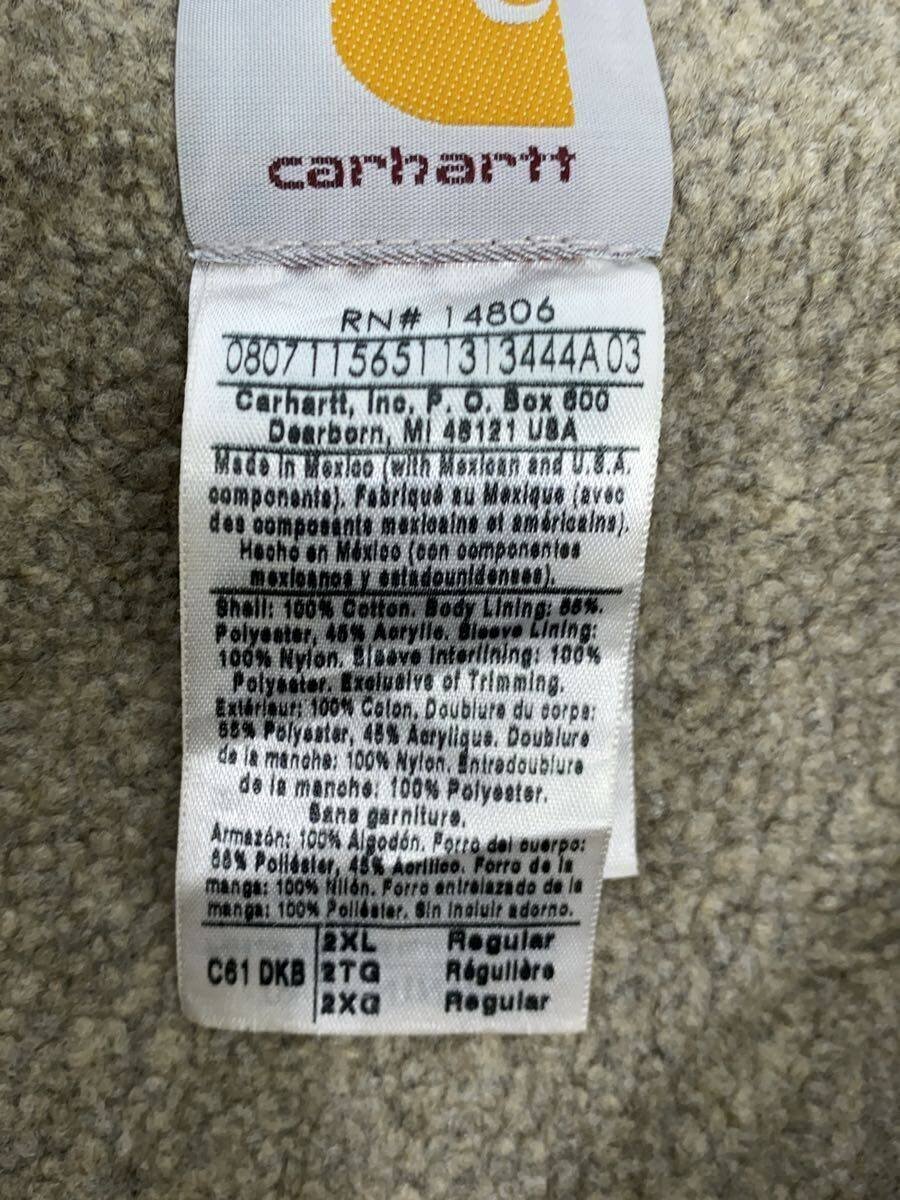 carhartt
RN# 14806
0807 115651 1313444A 03
Carhartt, Inc. P. O. Box 600
Dearborn, MI 48121 USA
Made in Mexico (with Mexican and U.S.A.
components). Fabriqué au Mexique (avec
des composants mexicains et américains).
Hecho en México (con componentes
mexicanos y estadounidenses).
Shell: 100% Cotton. Body Lining: 55%.
Polyester, 45% Acrylic. Sleeve Lining:
100% Nylon. Sleeve Interlining: 100%
Polyester. Exclusive of Trimming.
Extérieur: 100% Coton. Doublure du corps:
55% Polyester, 45% Acrylique. Doublure
de la manche: 100% Nylon. Entredoublure
de la manche: 100% Polyester.
Sans garniture.
Armazón: 100% Algodón. Forro del cuerpo:
55% Poliéster, 45% Acrílico. Forro de la
manga: 100% Nilón. Forro entrelazado de la
manga: 100% Poliéster. Sin incluir adorno.
C61 DKB
2XL Regular
2TG Régulière
2XG Regular